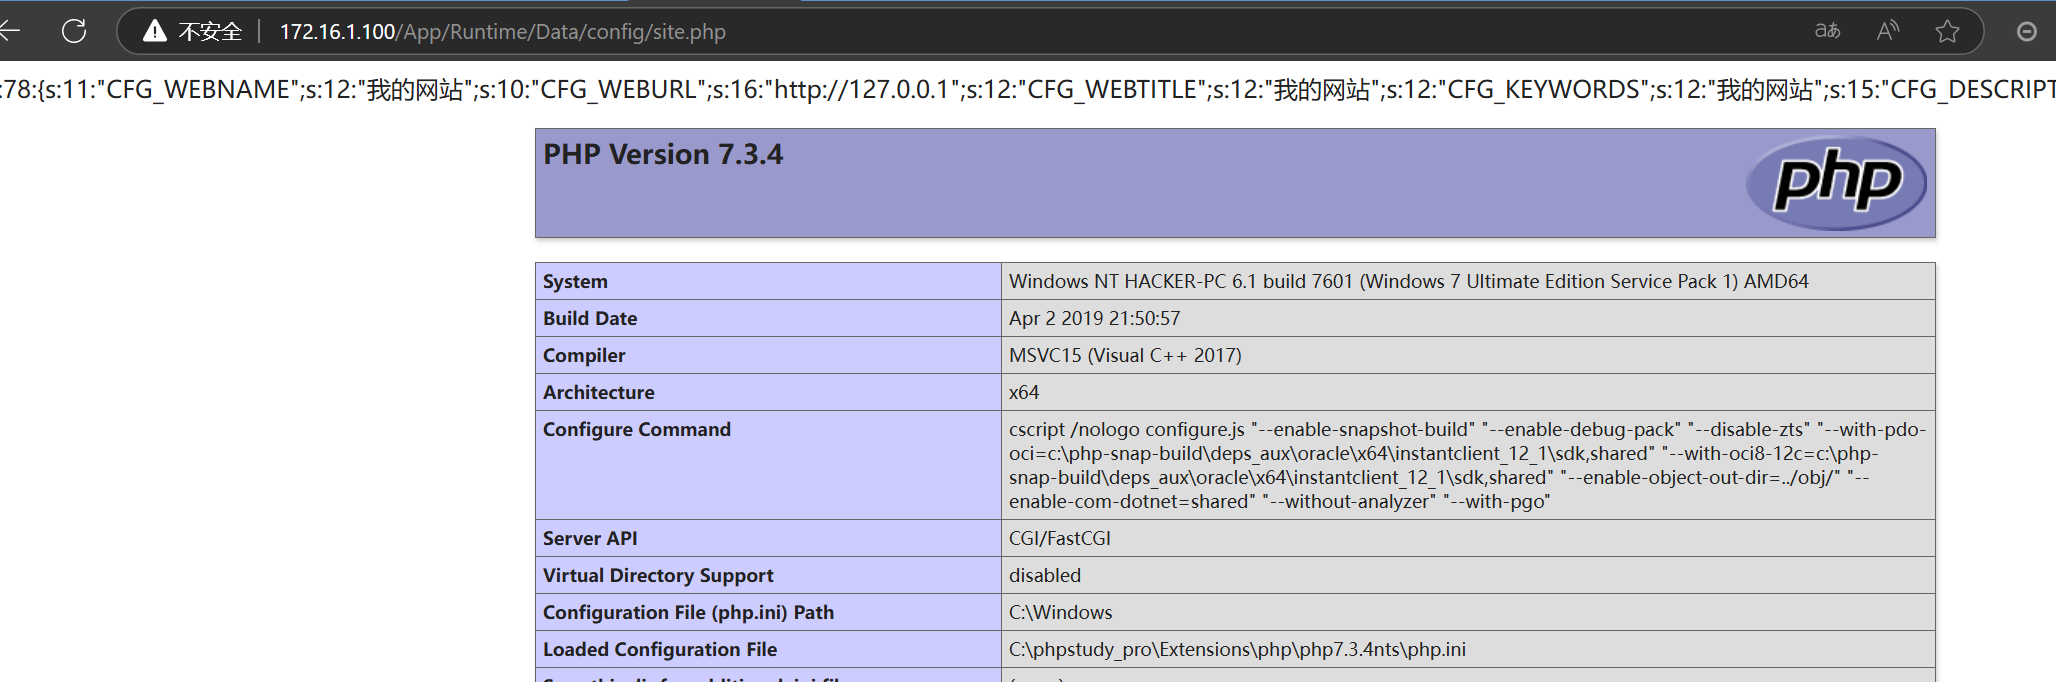 不安全 172.16.1.100/App/Runtime/Data/config/site.php
:78:{s:11:"CFG_WEBNAME";s:12:"我的网站";s:10:"CFG_WEBURL";s:16:"http://127.0.0.1";s:12:"CFG_WEBTITLE";s:12:"我的网站";s:12:"CFG_KEYWORDS";s:12:"我的网站";s:15:"CFG_DESCRIPT
PHP Version 7.3.4
php
System Windows NT HACKER-PC 6.1 build 7601 (Windows 7 Ultimate Edition Service Pack 1) AMD64
Build Date Apr 2 2019 21:50:57
Compiler MSVC15 (Visual C++ 2017)
Architecture x64
Configure Command cscript /nologo configure.js "--enable-snapshot-build" "--enable-debug-pack" "--disable-zts" "--with-pdo-
oci=c:\php-snap-build\deps_aux\oracle\x64\instantclient_12_1\sdk,shared" "--with-oci8-12c=c:\php-
snap-build\deps_aux\oracle\x64\instantclient_12_1\sdk,shared" "--enable-object-out-dir=../obj/" "--
enable-com-dotnet=shared" "--without-analyzer" "--with-pgo"
Server API CGI/FastCGI
Virtual Directory Support disabled
Configuration File (php.ini) Path C:\Windows
Loaded Configuration File C:\phpstudy_pro\Extensions\php\php7.3.4nts\php.ini